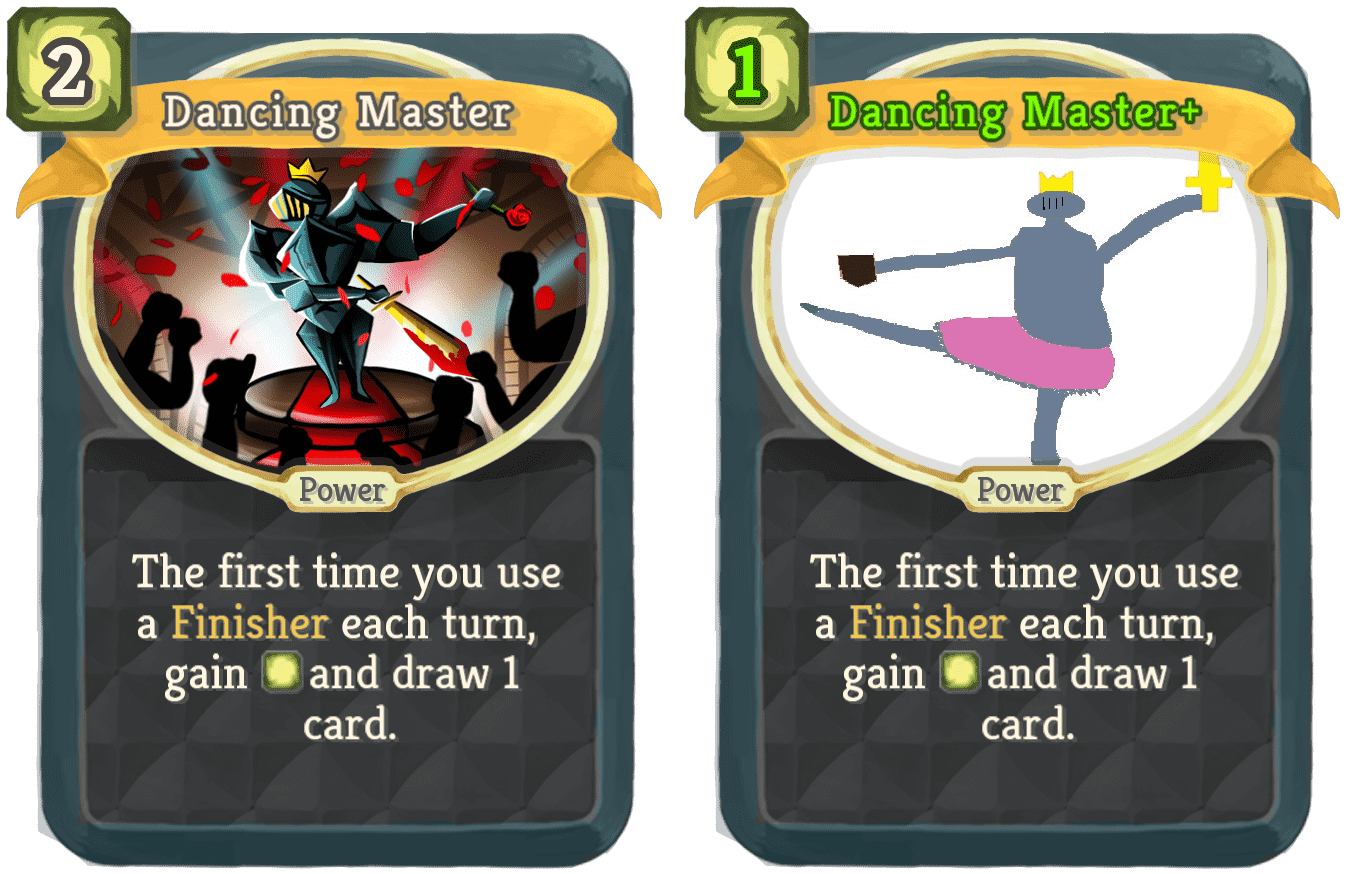 2
Dancing Master
Power
The first time you use
a Finisher each turn,
gain and draw 1
card.
1
Dancing Master+
Power
The first time you use
a Finisher each turn,
gain and draw 1
card.